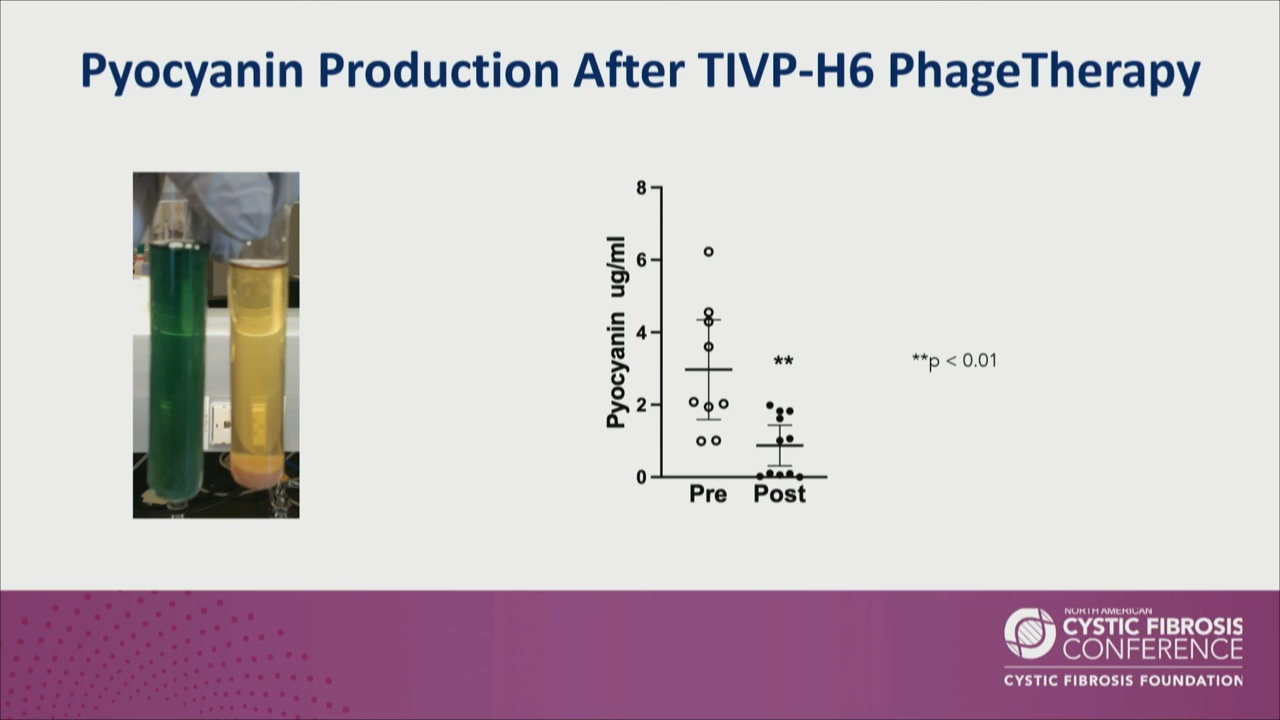 Pyocyanin Production After TIVP-H6 PhageTherapy
8
6
4
2
0
Pyocyanin ug/ml
**
**p < 0.01
Pre Post
NORTH AMERICAN
CYSTIC FIBROSIS
CONFERENCE
CYSTIC FIBROSIS FOUNDATION